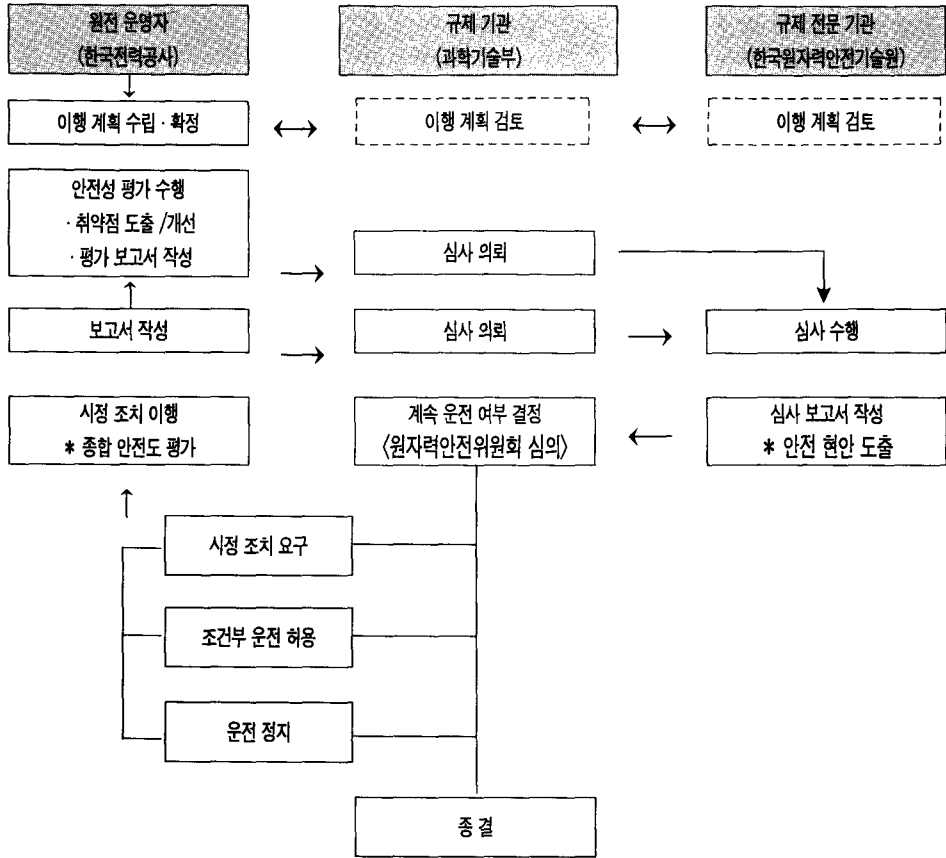 원전 운영자
(한국전력공사)
규제 기관
(과학기술부)
규제 전문 기관
(한국원자력안전기술원)
이행 계획 수립 · 확정
이행 계획 검토
이행 계획 검토
안전성 평가 수행
· 취약점 도출 /개선
· 평가 보고서 작성
심사 의뢰
보고서 작성
심사 의뢰
심사 수행
시정 조치 이행
* 종합 안전도 평가
계속 운전 여부 결정
〈원자력안전위원회 심의〉
심사 보고서 작성
* 안전 현안 도출
시정 조치 요구
조건부 운전 허용
운전 정지
종 결